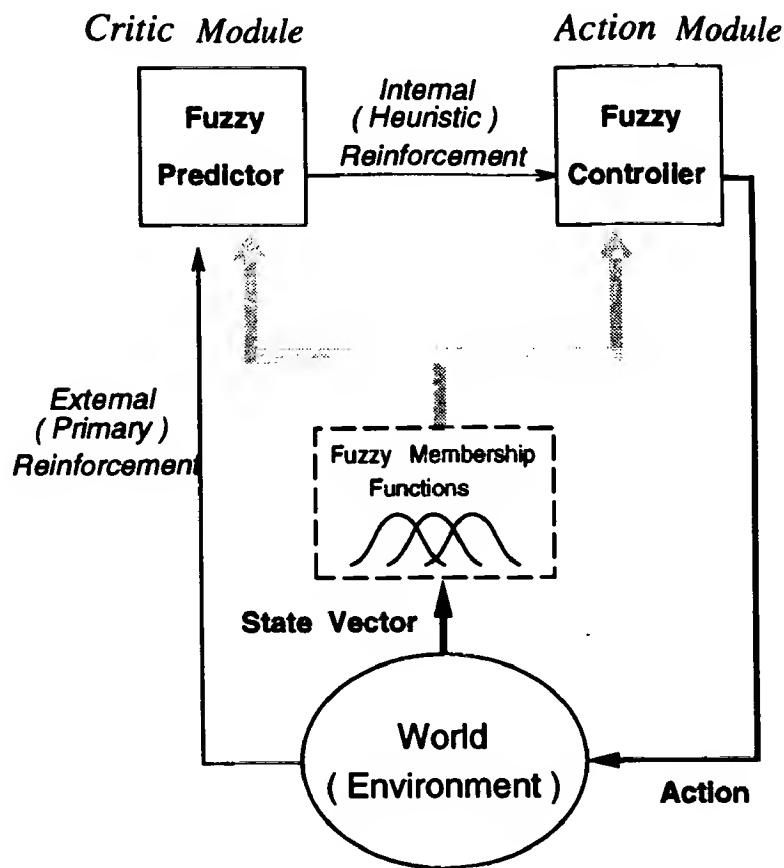 Critic Module
Action Module
Fuzzy
Predictor
Internal
( Heuristic )
Reinforcement
Fuzzy
Controller
External
( Primary )
Reinforcement
Fuzzy Membership
Functions
State Vector
World
( Environment )
Action